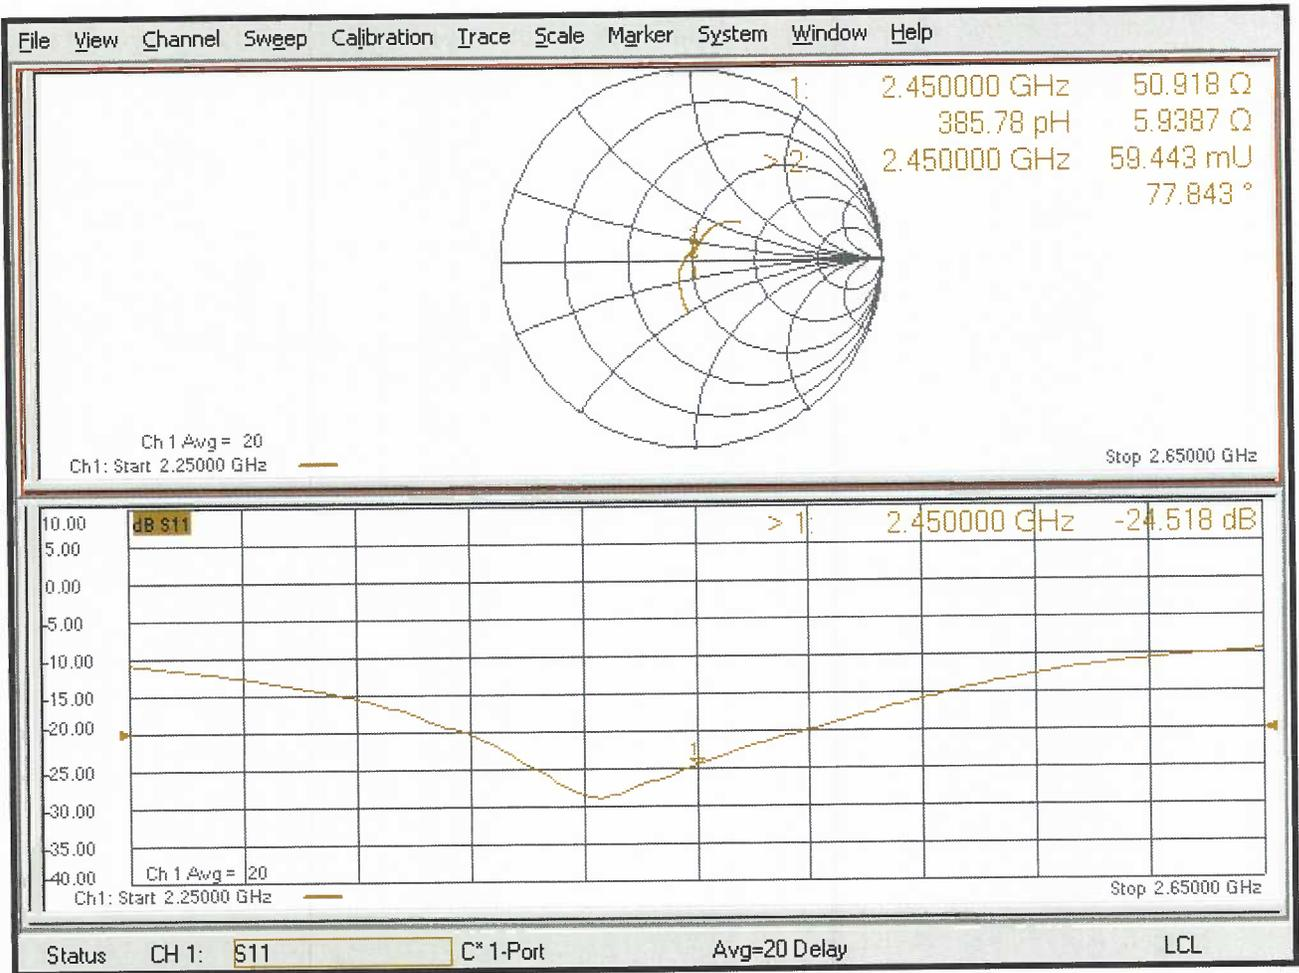 File View Channel Sweep Calibration Trace Scale Marker System Window Help
1: 2.450000 GHz 50.918 Ω
385.78 pH 5.9387 Ω
> 2: 2.450000 GHz 59.443 mU
77.843 °
Ch 1 Avg = 20
Ch1: Start 2.25000 GHz
Stop 2.65000 GHz
10.00
dB S11
> 1: 2.450000 GHz -24.518 dB
5.00
0.00
-5.00
-10.00
-15.00
-20.00
1
-25.00
-30.00
-35.00
-40.00
Ch 1 Avg = 20
Ch1: Start 2.25000 GHz
Stop 2.65000 GHz
Status CH 1: S11 C* 1-Port Avg=20 Delay LCL